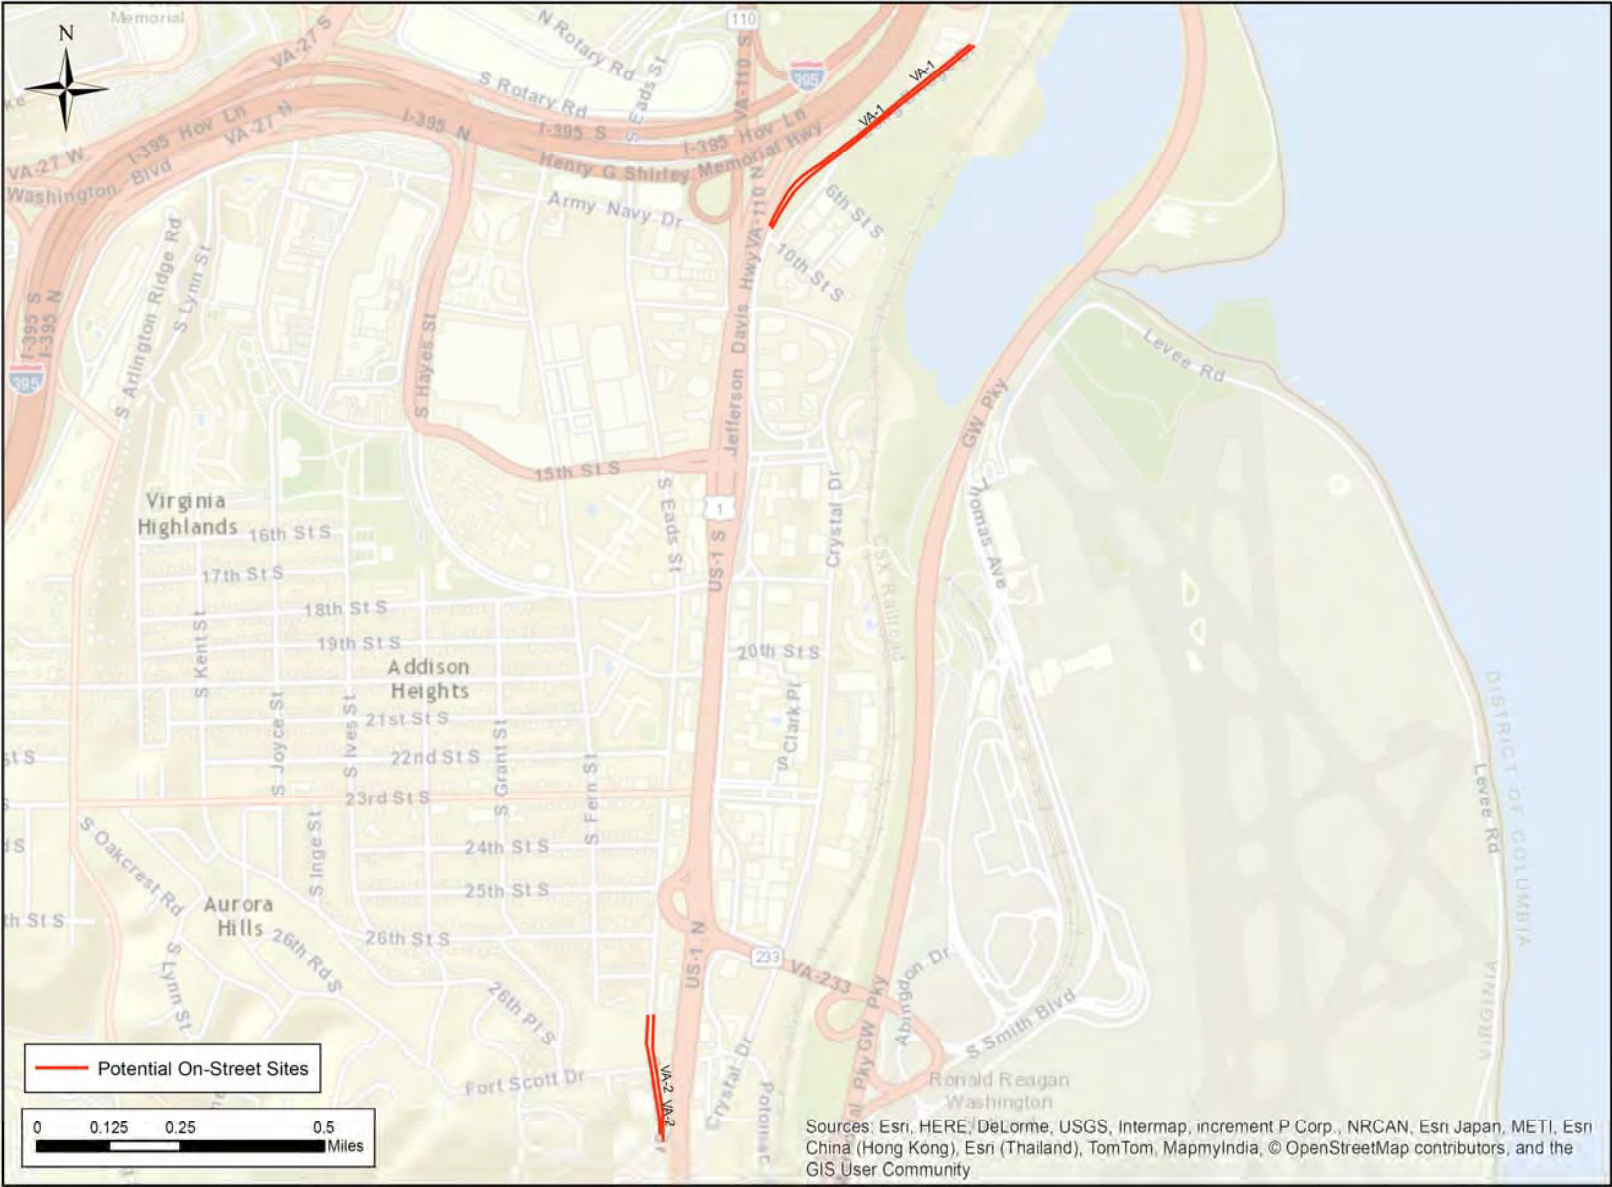 Memorial
N
VA-27 S
N Rotary Rd
S Rotary Rd
S Eads St
110
VA-110 S
395
VA-1
VA-1
I-395 Hov Ln
VA-27 N
I-395 N
I-395 S
I-395 Hov Ln
Henry G Shirley Memorial Hwy
VA-27 W
Washington Blvd
Army Navy Dr
VA-110 N
6th St S
10th St S
S Arlington Ridge Rd
S Lynn St
I-395 S
I-395 N
395
S Hayes St
Jefferson Davis Hwy
Levee Rd
GW Pky
15th St S
S Eads St
1
US-1 S
Crystal Dr
Thomas Ave
CSX Railroad
Virginia
Highlands
16th St S
17th St S
18th St S
19th St S
S Kent St
Addison
Heights
20th St S
S Joyce St
S Ives St
21st St S
22nd St S
23rd St S
S Grant St
S Fern St
S Clark Pl
st S
S Oakcrest Rd
S Inge St
24th St S
25th St S
26th St S
Aurora
Hills
th St S
26th Rd S
S Lynn St
26th Pl S
US-1 N
233
VA-233
Abingdon Dr
S Smith Blvd
GW Pky
Levee Rd
DISTRICT OF COLUMBIA
VIRGINIA
Fort Scott Dr
VA-2
VA-2
Crystal Dr
Potomac
Ronald Reagan
Washington
Potential On-Street Sites
0 0.125 0.25 0.5
Miles
Sources: Esri, HERE, DeLorme, USGS, Intermap, increment P Corp., NRCAN, Esri Japan, METI, Esri
China (Hong Kong), Esri (Thailand), TomTom, MapmyIndia, © OpenStreetMap contributors, and the
GIS User Community